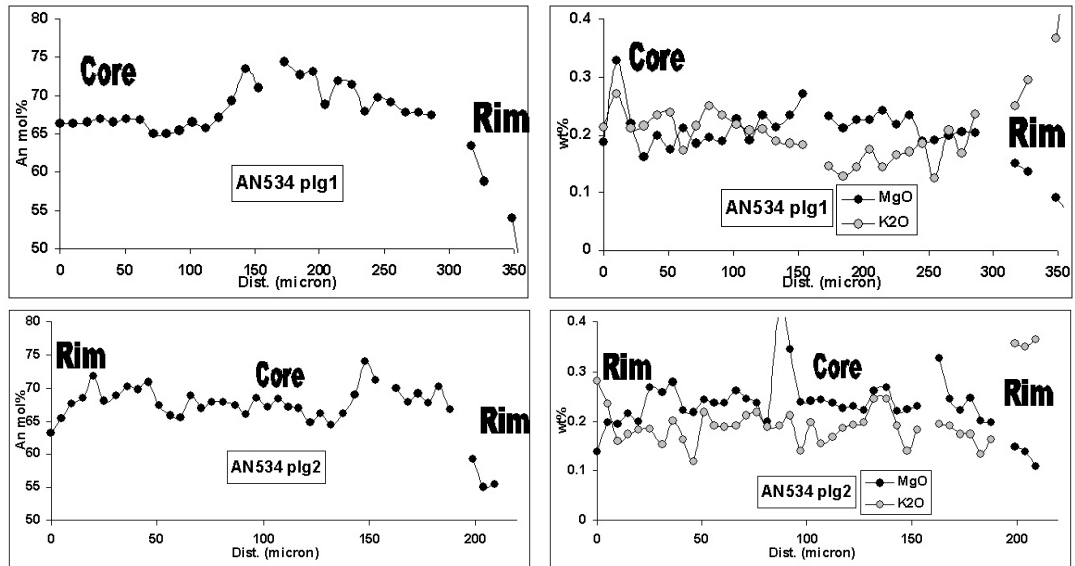 80
75
70
65
60
55
50
An mol%
Core
Rim
AN534 plg1
0 50 100 150 200 250 300 350
Dist. (micron)
0.4
0.3
0.2
0.1
0
wt%
Core
Rim
AN534 plg1
MgO
K2O
0 50 100 150 200 250 300 350
Dist. (micron)
80
75
70
65
60
55
50
An mol%
Rim
Core
Rim
AN534 plg2
0 50 100 150 200
Dist. (micron)
0.4
0.3
0.2
0.1
0
wt%
Rim
Core
Rim
AN534 plg2
MgO
K2O
0 50 100 150 200
Dist. (micron)